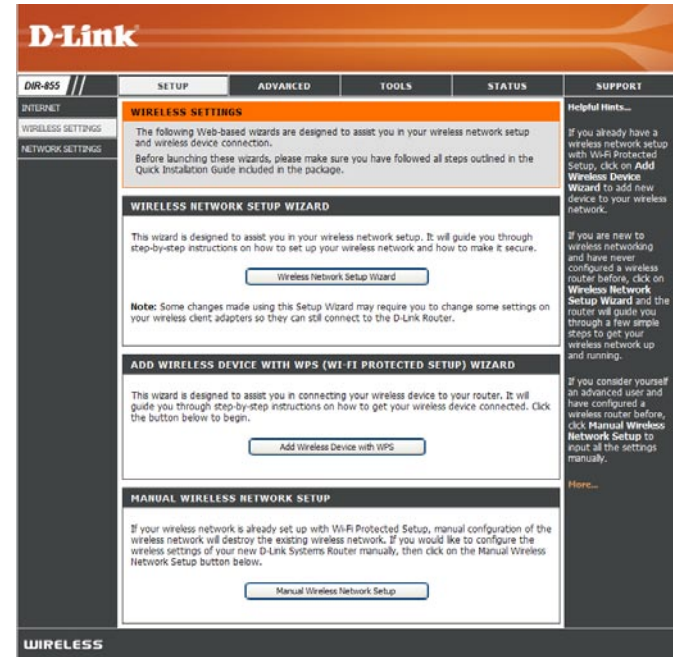 D-Link
DIR-855
SETUP
ADVANCED
TOOLS
STATUS
SUPPORT
INTERNET
WIRELESS SETTINGS
NETWORK SETTINGS
WIRELESS SETTINGS
The following Web-based wizards are designed to assist you in your wireless network setup
and wireless device connection.
Before launching these wizards, please make sure you have followed all steps outlined in the
Quick Installation Guide included in the package.
WIRELESS NETWORK SETUP WIZARD
This wizard is designed to assist you in your wireless network setup. It will guide you through
step-by-step instructions on how to set up your wireless network and how to make it secure.
Wireless Network Setup Wizard
Note: Some changes made using this Setup Wizard may require you to change some settings on
your wireless client adapters so they can still connect to the D-Link Router.
ADD WIRELESS DEVICE WITH WPS (WI-FI PROTECTED SETUP) WIZARD
This wizard is designed to assist you in connecting your wireless device to your router. It will
guide you through step-by-step instructions on how to get your wireless device connected. Click
the button below to begin.
Add Wireless Device with WPS
MANUAL WIRELESS NETWORK SETUP
If your wireless network is already set up with Wi-Fi Protected Setup, manual confguration of the
wireless network will destroy the existing wireless network. If you would like to configure the
wireless settings of your new D-Link Systems Router manually, then click on the Manual Wireless
Network Setup button below.
Manual Wireless Network Setup
Helpful Hints...
If you already have a
wireless network setup
with Wi-Fi Protected
Setup, click on Add
Wireless Device
Wizard to add new
device to your wireless
network.
If you are new to
wireless networking
and have never
configured a wireless
router before, click on
Wireless Network
Setup Wizard and the
router will guide you
through a few simple
steps to get your
wireless network up
and running.
If you consider yourself
an advanced user and
have configured a
wireless router before,
click Manual Wireless
Network Setup to
input all the settings
manually.
More...
WIRELESS